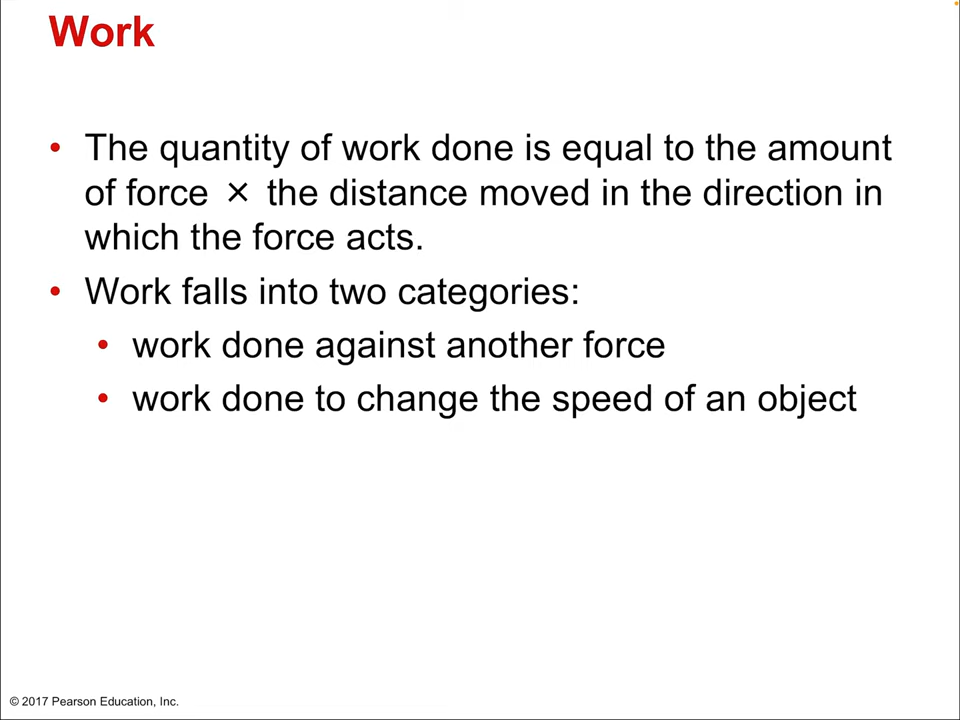 Work
• The quantity of work done is equal to the amount
of force × the distance moved in the direction in
which the force acts.
• Work falls into two categories:
• work done against another force
• work done to change the speed of an object
© 2017 Pearson Education, Inc.